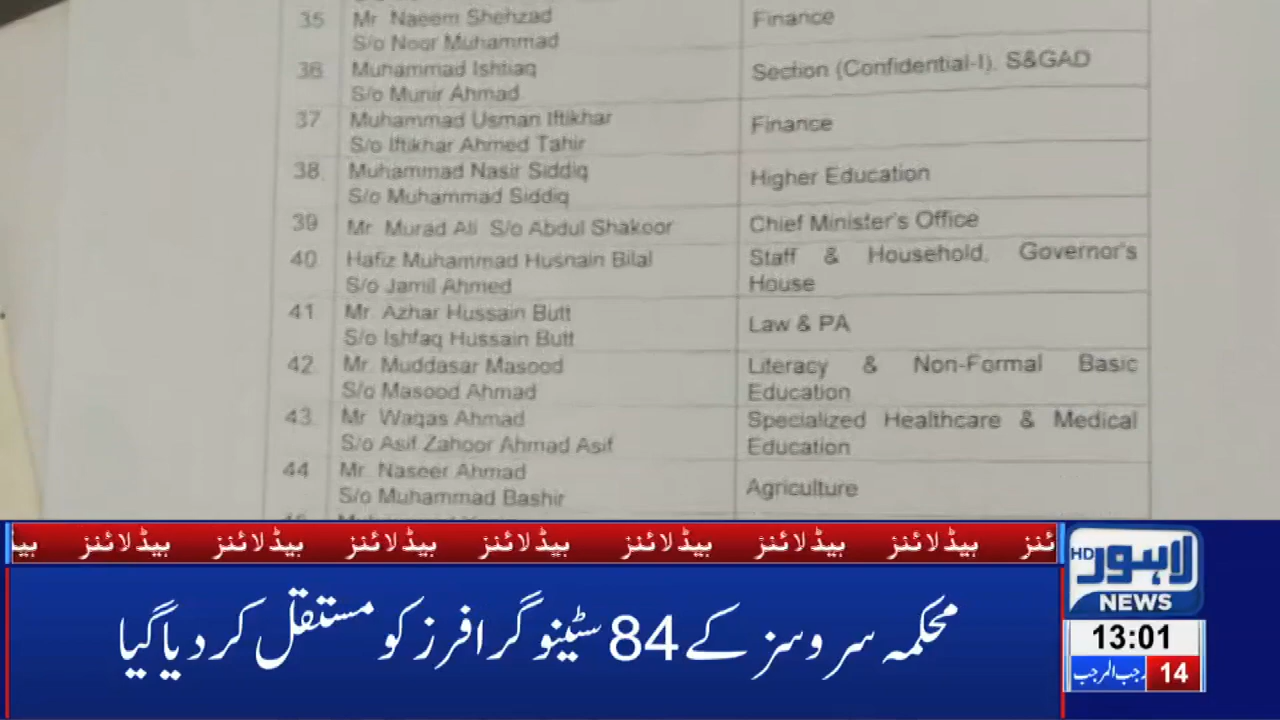 35 Mr. Naeem Shehzad Finance
S/o Noor Muhammad
36 Muhammad Ishtiaq Section (Confidential-I), S&GAD
S/o Munir Ahmad
37 Muhammad Usman Iftikhar Finance
S/o Iftikhar Ahmed Tahir
38. Muhammad Nasir Siddiq Higher Education
S/o Muhammad Siddiq
39 Mr. Murad Ali S/o Abdul Shakoor Chief Minister's Office
40. Hafiz Muhammad Husnain Bilal Staff & Household, Governor's
S/o Jamil Ahmed House
41 Mr. Azhar Hussain Butt Law & PA
S/o Ishfaq Hussain Butt
42. Mr. Muddasar Masood Literacy & Non-Formal Basic
S/o Masood Ahmad Education
43. Mr. Waqas Ahmad Specialized Healthcare & Medical
S/o Asif Zahoor Ahmad Asif Education
44 Mr. Naseer Ahmad Agriculture
S/o Muhammad Bashir
ہیڈلائنز ہیڈلائنز ہیڈلائنز ہیڈلائنز ہیڈلائنز ہیڈلائنز ہیڈلائنز
محکمہ سروسز کے 84 سٹینوگرافرز کو مستقل کر دیا گیا
لاہور HD
NEWS
13:01
14 رجب المرجب